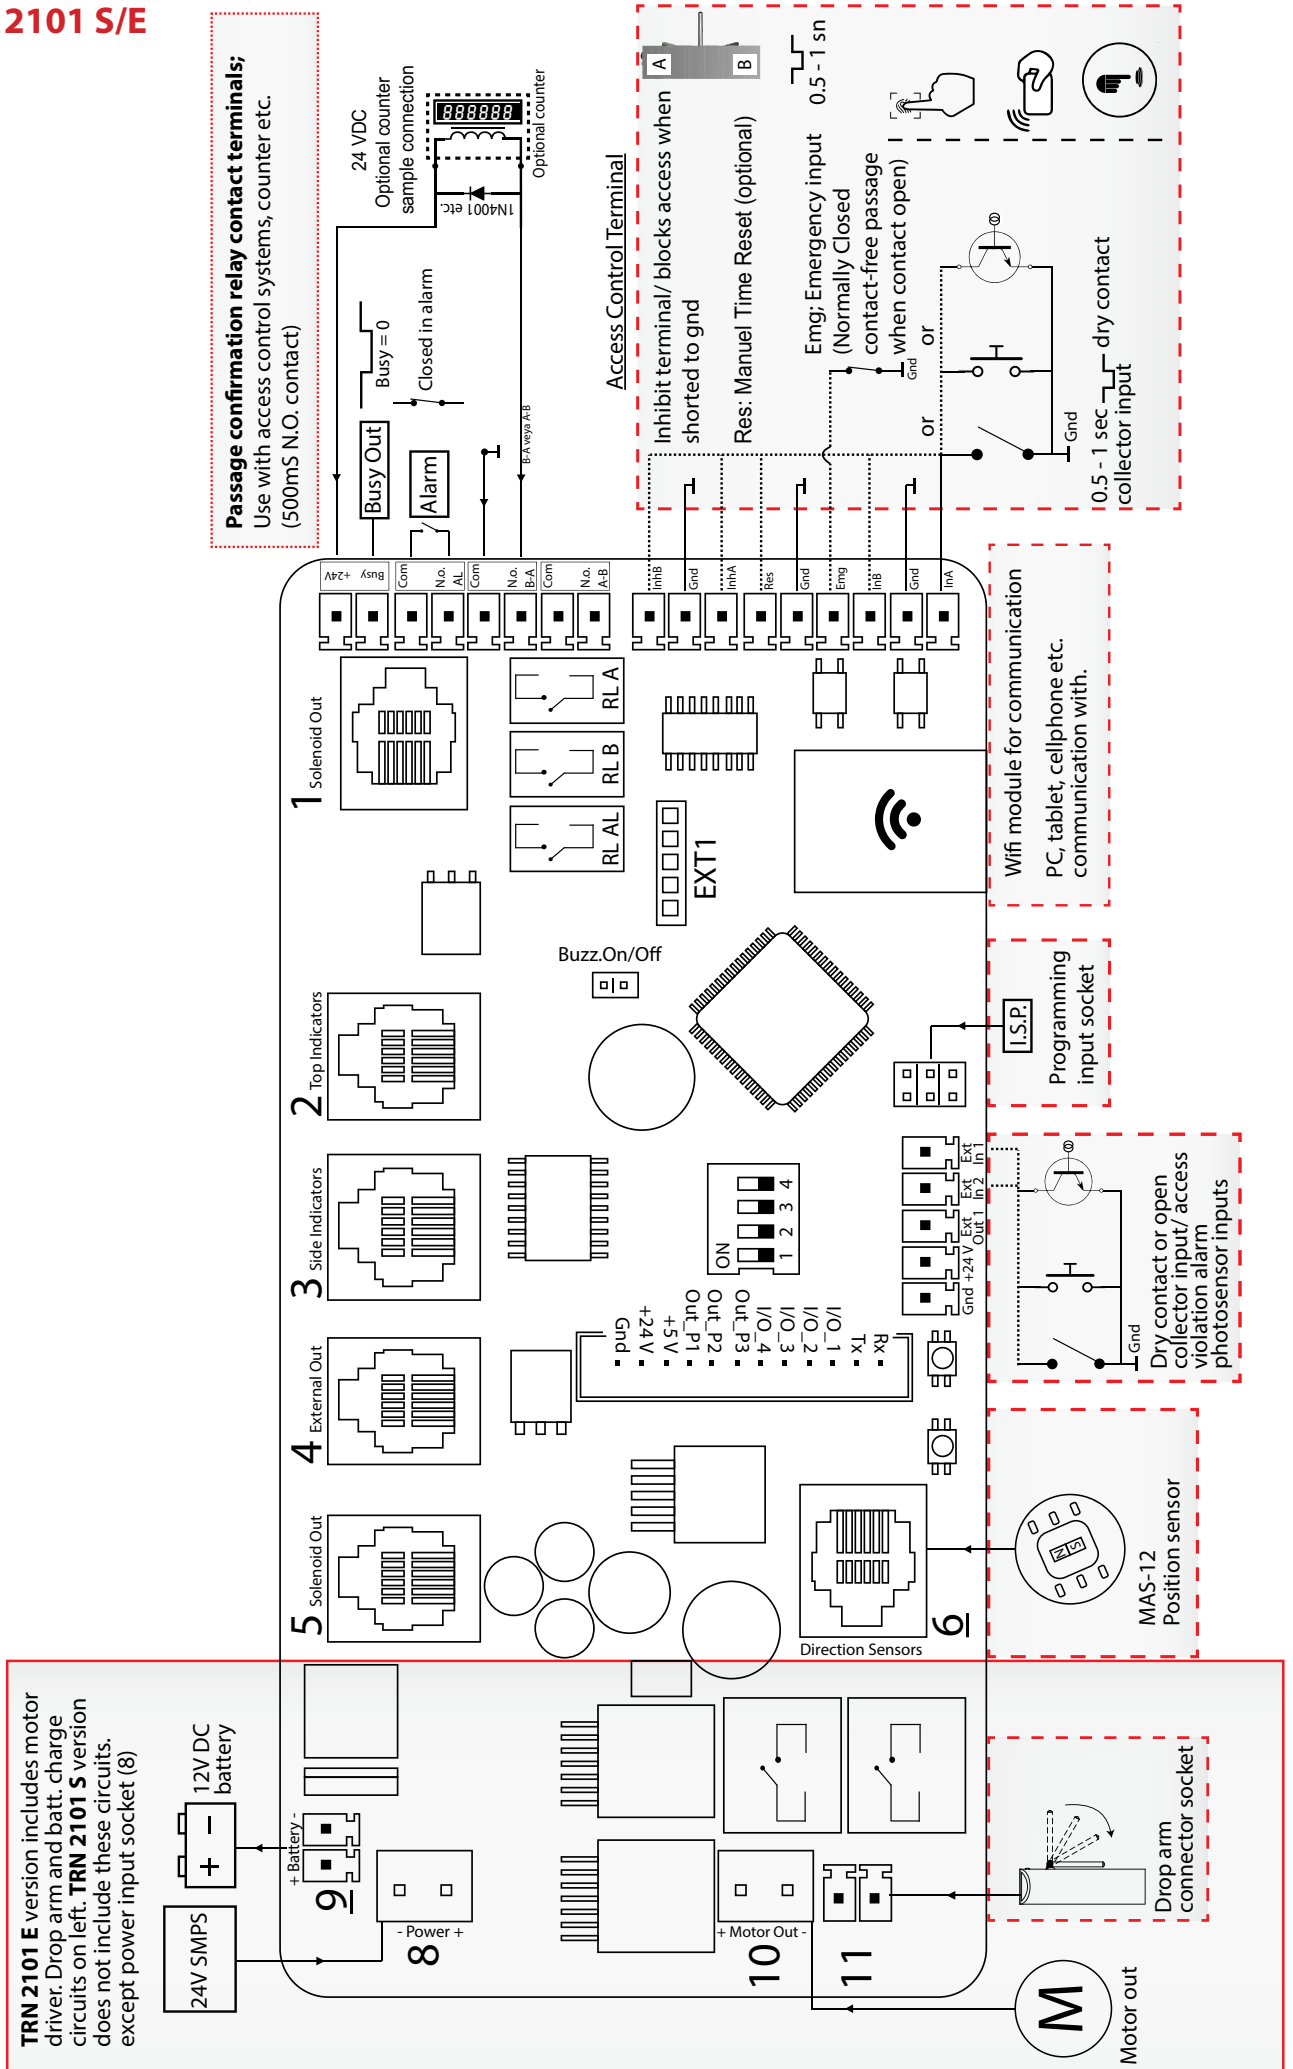 2101 S/E
Passage confirmation relay contact terminals;
Use with access control systems, counter etc.
(500mS N.O. contact)
24 VDC
Optional counter
sample connection
888888
Optional counter
1N4001 etc.
Busy = 0
Closed in alarm
Busy Out
Alarm
B-A veya A-B
Access Control Terminal
Inhibit terminal/ blocks access when
shorted to gnd
A
B
Res: Manuel Time Reset (optional)
0.5 - 1 sn
Emg; Emergency input
(Normally Closed
contact-free passage
when contact open)
Gnd
or
or
Gnd
0.5 - 1 sec
dry contact
collector input
+24V
Busy
Com
N.o.
AL
Com
N.o.
B-A
Com
N.o.
A-B
InhB
Gnd
InhA
Res
Gnd
Emg
InB
Gnd
InA
1 Solenoid Out
RL A
RL B
RL AL
EXT1
Wifi module for communication
PC, tablet, cellphone etc.
communication with.
Buzz.On/Off
2 Top Indicators
I.S.P.
Programming
input socket
3 Side Indicators
ON
1 2 3 4
Ext
In 1
Ext
In 2
Ext
Out 1
+24 V
Gnd
Gnd
Dry contact or open
collector input/ access
violation alarm
photosensor inputs
4 External Out
Gnd
+24 V
+5 V
Out_P1
Out_P2
Out_P3
I/O_4
I/O_3
I/O_2
I/O_1
Tx
Rx
5 Solenoid Out
Direction Sensors
6
N S
MAS-12
Position sensor
TRN 2101 E version includes motor
driver. Drop arm and batt. charge
circuits on left. TRN 2101 S version
does not include these circuits.
except power input socket (8)
12V DC
battery
+ -
+ Battery -
9
24V SMPS
- Power +
8
+ Motor Out -
10
11
Drop arm
connector socket
M
Motor out